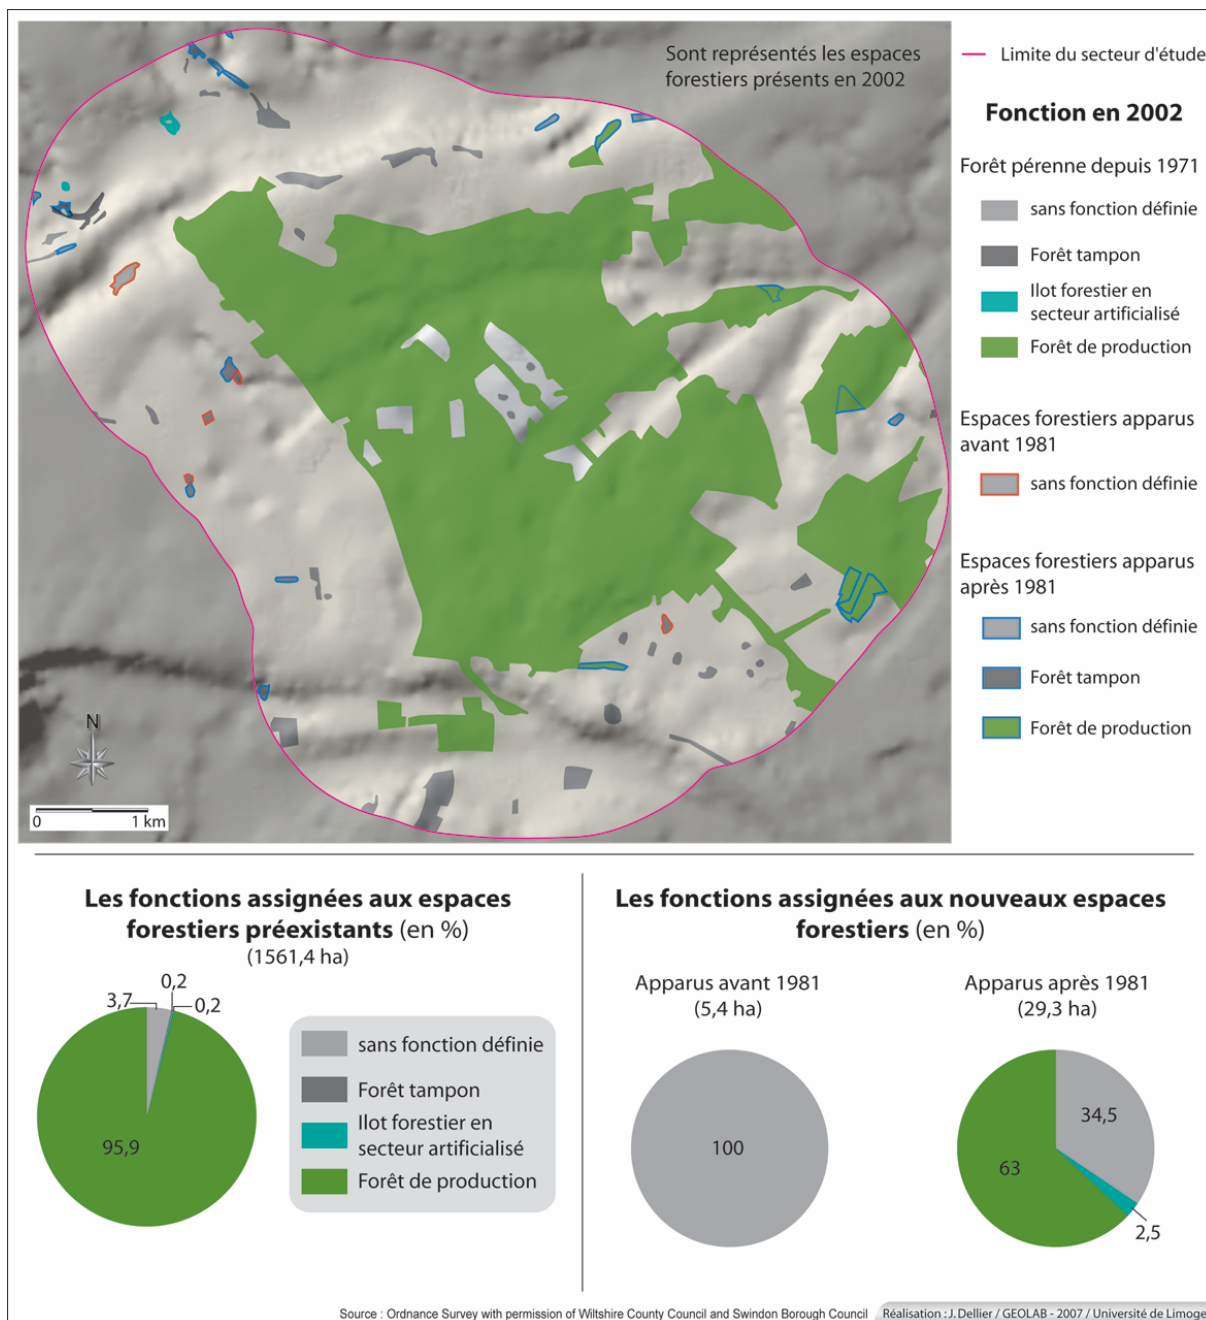 Sont représentés les espaces
forestiers présents en 2002
Limite du secteur d'étude
Fonction en 2002
Forêt pérenne depuis 1971
sans fonction définie
Forêt tampon
Ilot forestier en
secteur artificialisé
Forêt de production
Espaces forestiers apparus
avant 1981
sans fonction définie
Espaces forestiers apparus
après 1981
sans fonction définie
Forêt tampon
Forêt de production
N
0 1 km
Les fonctions assignées aux espaces
forestiers préexistants (en %)
(1561,4 ha)
0,2
3,7
0,2
95,9
sans fonction définie
Forêt tampon
Ilot forestier en
secteur artificialisé
Forêt de production
Les fonctions assignées aux nouveaux espaces
forestiers (en %)
Apparus avant 1981
(5,4 ha)
100
Apparus après 1981
(29,3 ha)
34,5
63
2,5
Source : Ordnance Survey with permission of Wiltshire County Council and Swindon Borough Council
Réalisation : J. Dellier / GEOLAB - 2007 / Université de Limoge